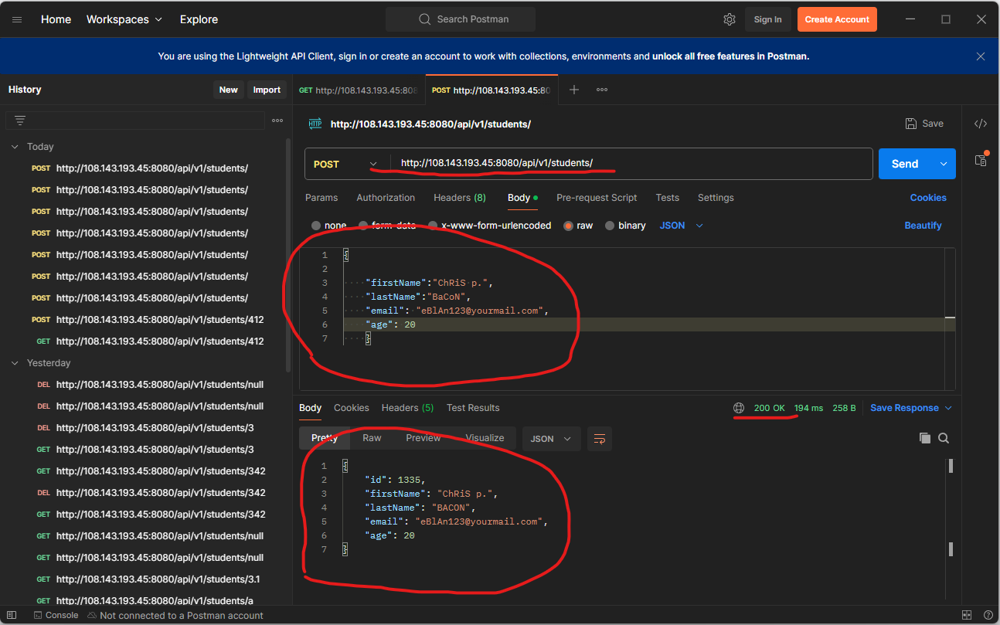 Home Workspaces Explore Search Postman Sign In Create Account
You are using the Lightweight API Client, sign in or create an account to work with collections, environments and unlock all free features in Postman.
History New Import
GET http://108.143.193.45:808 POST http://108.143.193.45:80
HTTP http://108.143.193.45:8080/api/v1/students/ Save
Today
POST http://108.143.193.45:8080/api/v1/students/
POST http://108.143.193.45:8080/api/v1/students/
POST http://108.143.193.45:8080/api/v1/students/
POST http://108.143.193.45:8080/api/v1/students/
POST http://108.143.193.45:8080/api/v1/students/
POST http://108.143.193.45:8080/api/v1/students/
POST http://108.143.193.45:8080/api/v1/students/
POST http://108.143.193.45:8080/api/v1/students/412
GET http://108.143.193.45:8080/api/v1/students/412
Yesterday
DEL http://108.143.193.45:8080/api/v1/students/null
DEL http://108.143.193.45:8080/api/v1/students/null
DEL http://108.143.193.45:8080/api/v1/students/3
GET http://108.143.193.45:8080/api/v1/students/3
GET http://108.143.193.45:8080/api/v1/students/342
DEL http://108.143.193.45:8080/api/v1/students/342
GET http://108.143.193.45:8080/api/v1/students/342
GET http://108.143.193.45:8080/api/v1/students/null
GET http://108.143.193.45:8080/api/v1/students/null
GET http://108.143.193.45:8080/api/v1/students/3.1
GET http://108.143.193.45:8080/api/v1/students/a
POST http://108.143.193.45:8080/api/v1/students/ Send
Params Authorization Headers (8) Body Pre-request Script Tests Settings Cookies
none form-data x-www-form-urlencoded raw binary JSON Beautify
1 {
2
3 "firstName":"ChRiS p.",
4 "lastName":"BaCoN",
5 "email": "eBlAn123@yourmail.com",
6 "age": 20
7 }
Body Cookies Headers (5) Test Results 200 OK 194 ms 258 B Save Response
Pretty Raw Preview Visualize JSON
1 {
2 "id": 1335,
3 "firstName": "ChRiS p.",
4 "lastName": "BACON",
5 "email": "eBlAn123@yourmail.com",
6 "age": 20
7 }
Console Not connected to a Postman account